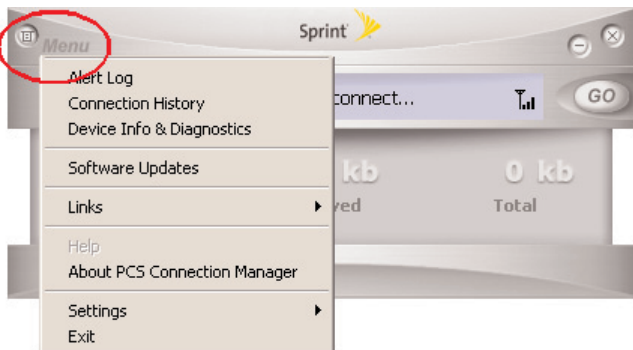 Sprint
Menu
Alert Log
Connection History
Device Info & Diagnostics
Software Updates
Links
Help
About PCS Connection Manager
Settings
Exit
connect...
GO
kb
0 kb
Total